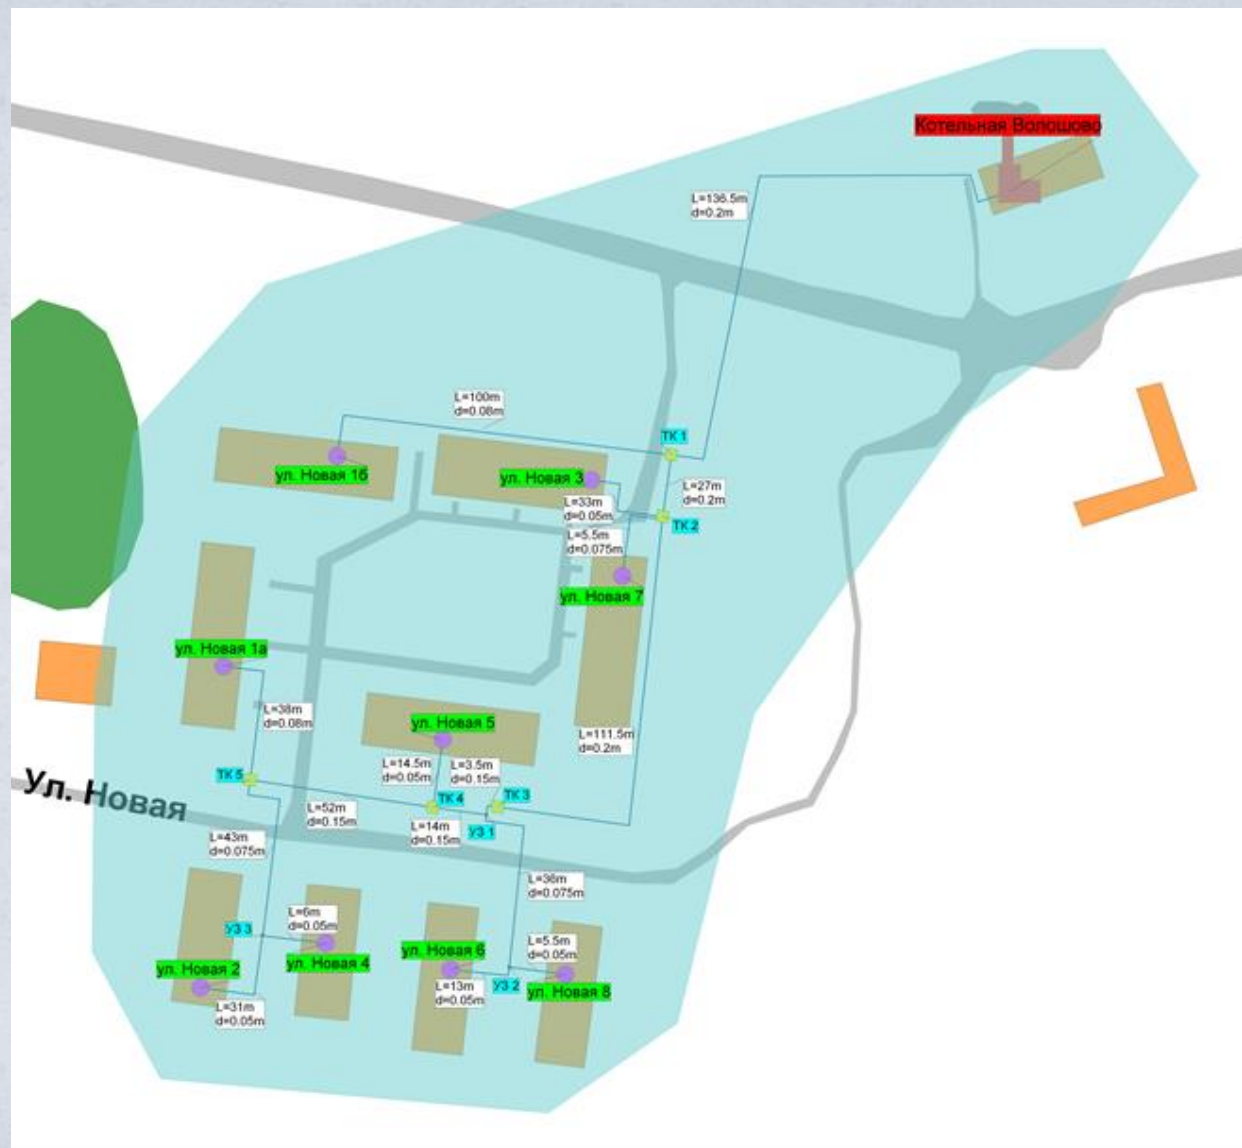 Котельная Волошово
L=136.5m
d=0.2m
L=100m
d=0.08m
ТК 1
ул. Новая 1б
ул. Новая 3
L=27m
d=0.2m
L=33m
d=0.05m
ТК 2
L=5.5m
d=0.075m
ул. Новая 7
ул. Новая 1а
L=38m
d=0.08m
ул. Новая 5
L=111.5m
d=0.2m
L=14.5m
d=0.05m
L=3.5m
d=0.15m
ТК 5
Ул. Новая
ТК 4
ТК 3
L=52m
d=0.15m
L=14m
d=0.15m
УЗ 1
L=43m
d=0.075m
L=36m
d=0.075m
L=6m
d=0.05m
УЗ 3
ул. Новая 6
L=5.5m
d=0.05m
ул. Новая 2
ул. Новая 4
L=13m
d=0.05m
УЗ 2
ул. Новая 8
L=31m
d=0.05m